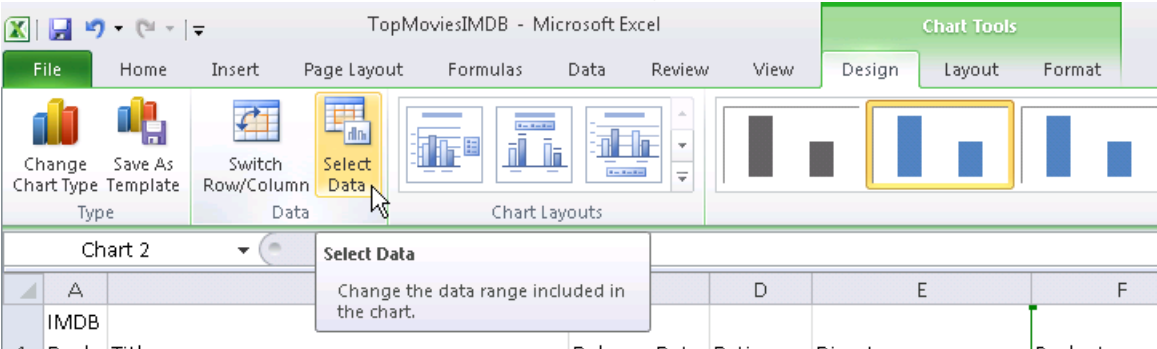 TopMoviesIMDB - Microsoft Excel
Chart Tools
File Home Insert Page Layout Formulas Data Review View Design Layout Format
Change Chart Type
Save As Template
Switch Row/Column
Select Data
Type
Data
Chart Layouts
Chart 2
Select Data
Change the data range included in
the chart.
A D E F
IMDB